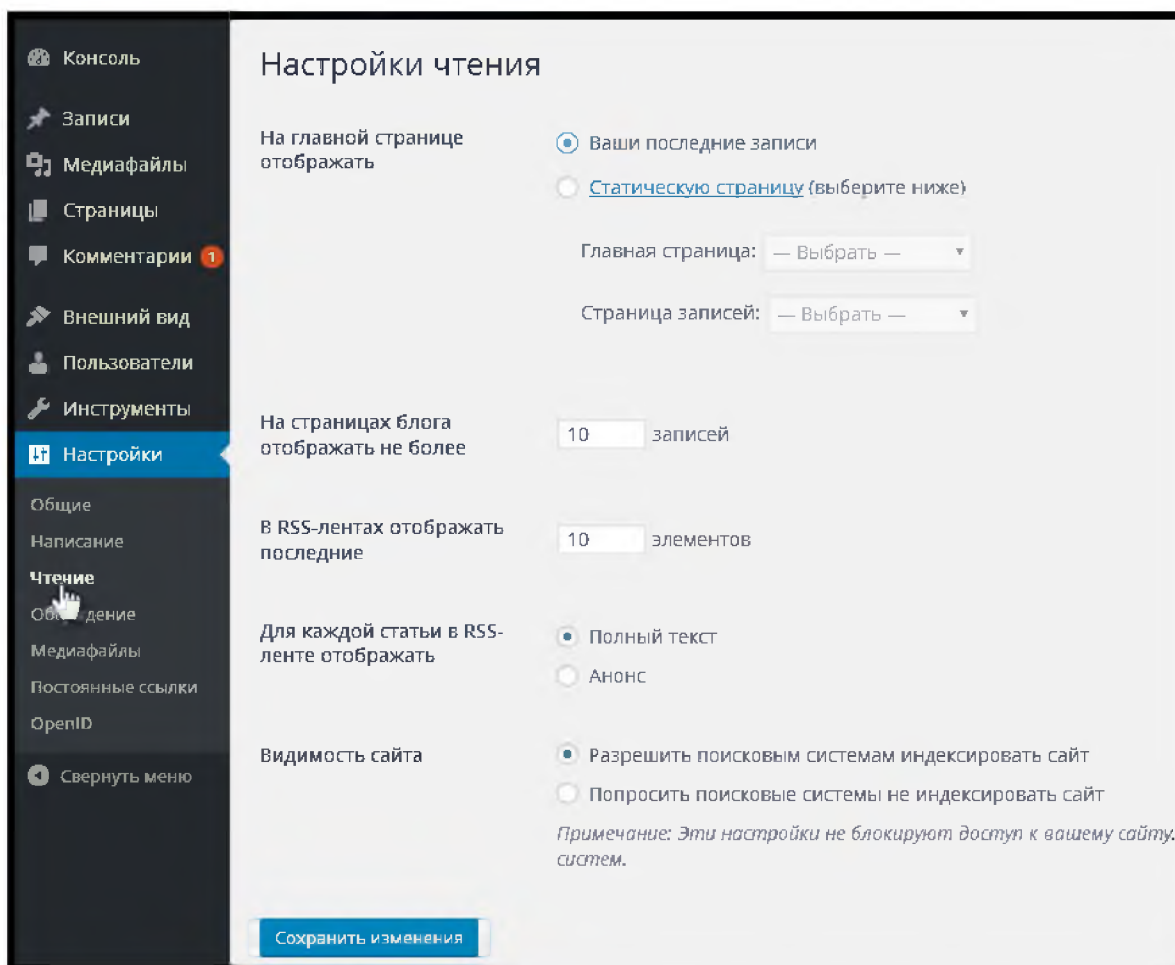 Консоль
Записи
Медиафайлы
Страницы
Комментарии 1
Внешний вид
Пользователи
Инструменты
Настройки
Общие
Написание
Чтение
Об дение
Медиафайлы
Постоянные ссылки
OpenID
Свернуть меню
Настройки чтения
На главной странице
отображать
Ваши последние записи
Статическую страницу (выберите ниже)
Главная страница: — Выбрать —
Страница записей: — Выбрать —
На страницах блога
отображать не более
10 записей
В RSS-лентах отображать
последние
10 элементов
Для каждой статьи в RSS-
ленте отображать
Полный текст
Анонс
Видимость сайта
Разрешить поисковым системам индексировать сайт
Попросить поисковые системы не индексировать сайт
Примечание: Эти настройки не блокируют доступ к вашему сайту.
систем.
Сохранить изменения